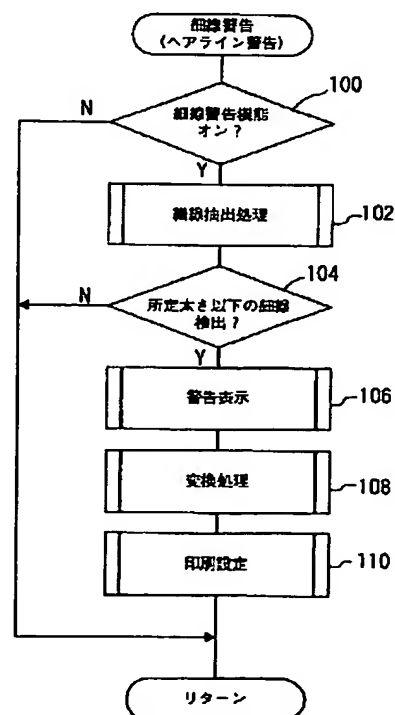 細線警告
(ヘアライン警告)
100
細線警告機能
オン?
N
Y
細線抽出処理
102
104
所定太さ以下の細線
検出?
N
Y
警告表示
106
変換処理
108
印刷設定
110
リターン